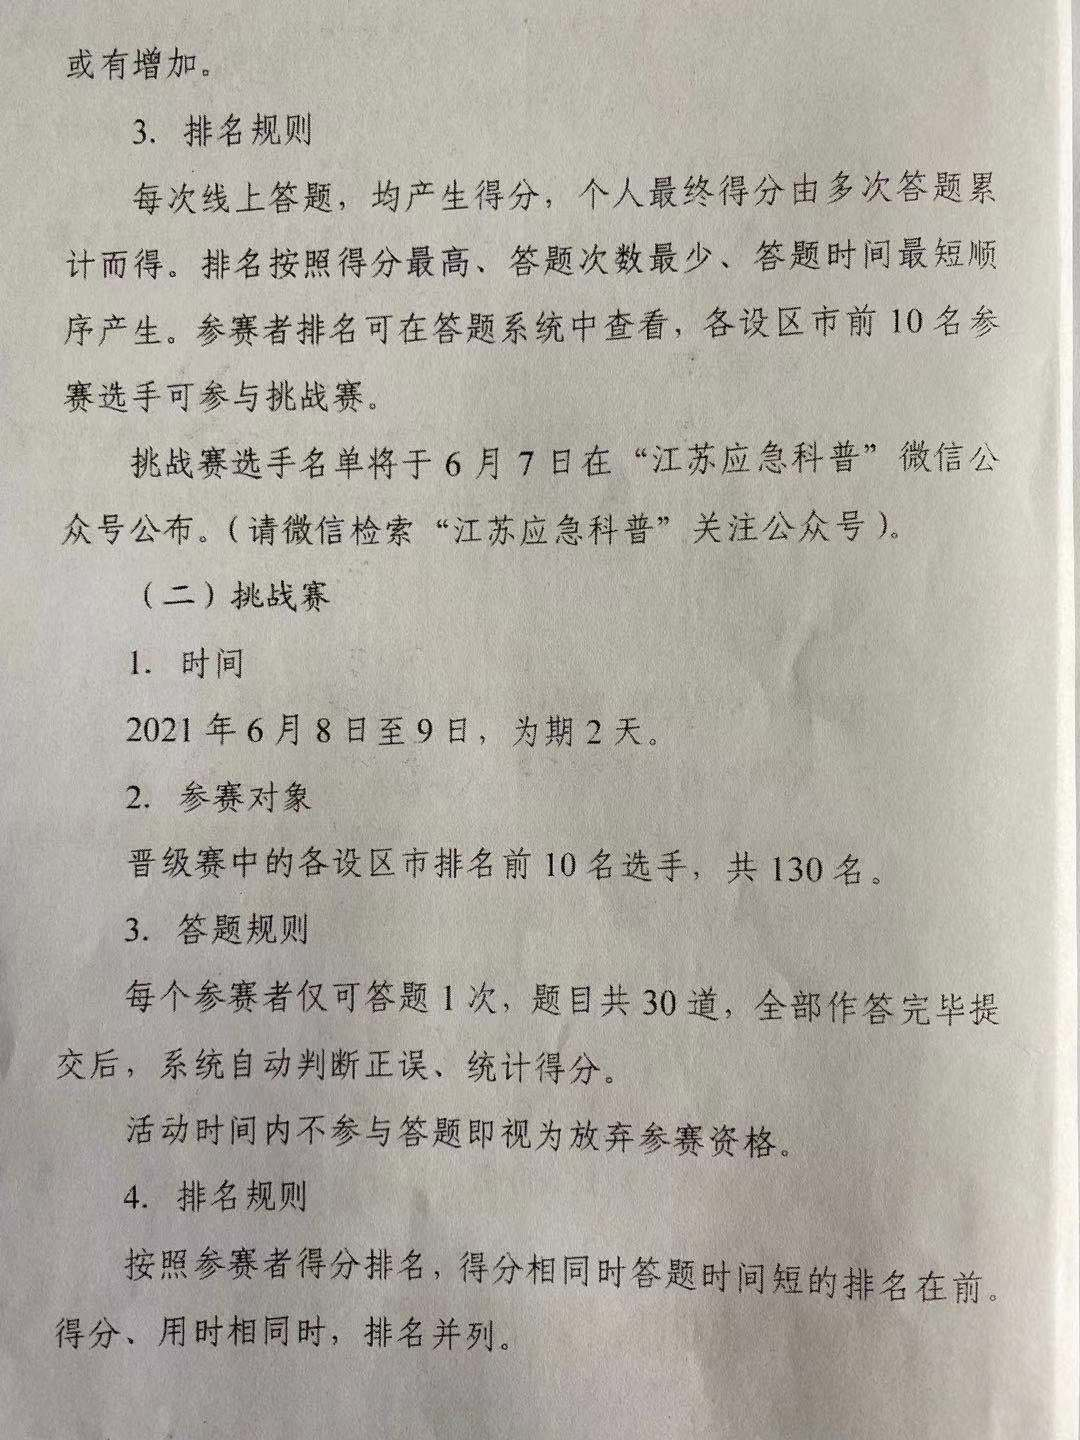 或有增加。
3. 排名规则
每次线上答题，均产生得分，个人最终得分由多次答题累
计而得。排名按照得分最高、答题次数最少、答题时间最短顺
序产生。参赛者排名可在答题系统中查看，各设区市前 10 名参
赛选手可参与挑战赛。
挑战赛选手名单将于 6 月 7 日在“江苏应急科普”微信公
众号公布。（请微信检索“江苏应急科普”关注公众号）。
（二）挑战赛
1. 时间
2021 年 6 月 8 日至 9 日，为期 2 天。
2. 参赛对象
晋级赛中的各设区市排名前 10 名选手，共 130 名。
3. 答题规则
每个参赛者仅可答题 1 次，题目共 30 道，全部作答完毕提
交后，系统自动判断正误、统计得分。
活动时间内不参与答题即视为放弃参赛资格。
4. 排名规则
按照参赛者得分排名，得分相同时答题时间短的排名在前。
得分、用时相同时，排名并列。